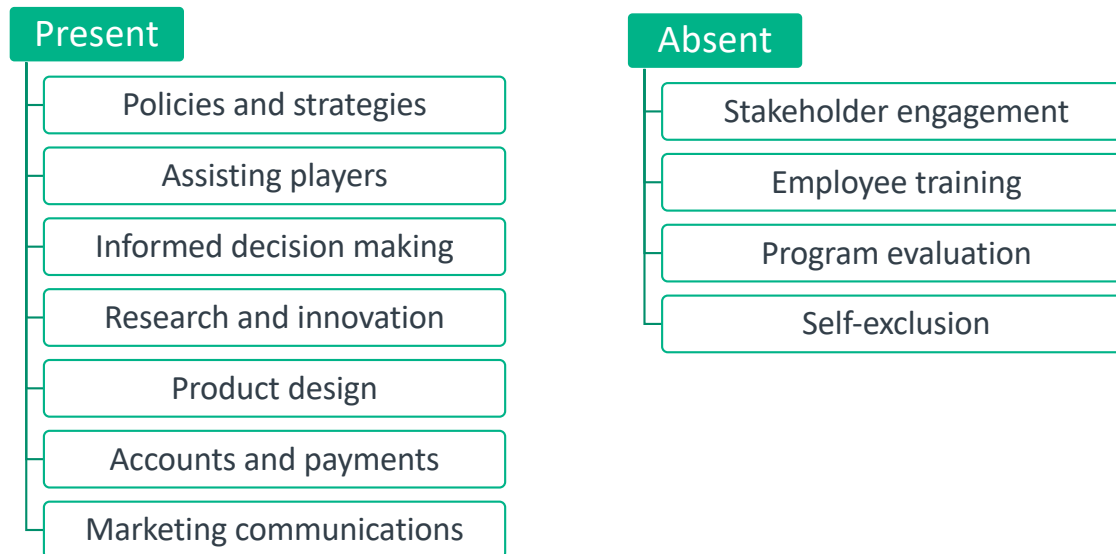 Present
Policies and strategies
Assisting players
Informed decision making
Research and innovation
Product design
Accounts and payments
Marketing communications
Absent
Stakeholder engagement
Employee training
Program evaluation
Self-exclusion